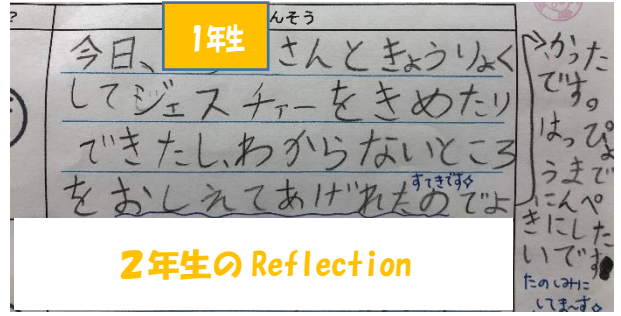 ?
んそう
1年生
今日、さんときょうりょく
してジェスチャーをきめたり
できたし、わからないところ
をおしえてあげれたのでよ
すてきです☆
かった
です。
はっぴょ
うまで
にんぺ
きにした
いです
たのしみに
してま〜す☆
2年生のReflection